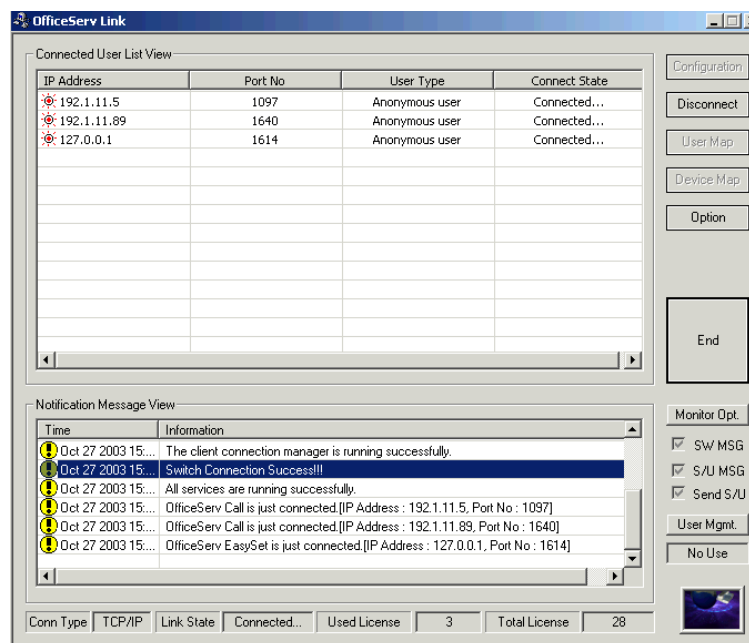 OfficeServ Link
Connected User List View
IP Address Port No User Type Connect State
192.1.11.5 1097 Anonymous user Connected...
192.1.11.89 1640 Anonymous user Connected...
127.0.0.1 1614 Anonymous user Connected...
Configuration
Disconnect
User Map
Device Map
Option
End
Notification Message View
Time Information
Oct 27 2003 15:... The client connection manager is running successfully.
Oct 27 2003 15:... Switch Connection Success!!!
Oct 27 2003 15:... All services are running successfully.
Oct 27 2003 15:... OfficeServ Call is just connected.[IP Address : 192.1.11.5, Port No : 1097]
Oct 27 2003 15:... OfficeServ Call is just connected.[IP Address : 192.1.11.89, Port No : 1640]
Oct 27 2003 15:... OfficeServ EasySet is just connected.[IP Address : 127.0.0.1, Port No : 1614]
Monitor Opt.
SW MSG
S/U MSG
Send S/U
User Mgmt.
No Use
Conn Type TCP/IP Link State Connected... Used License 3 Total License 28